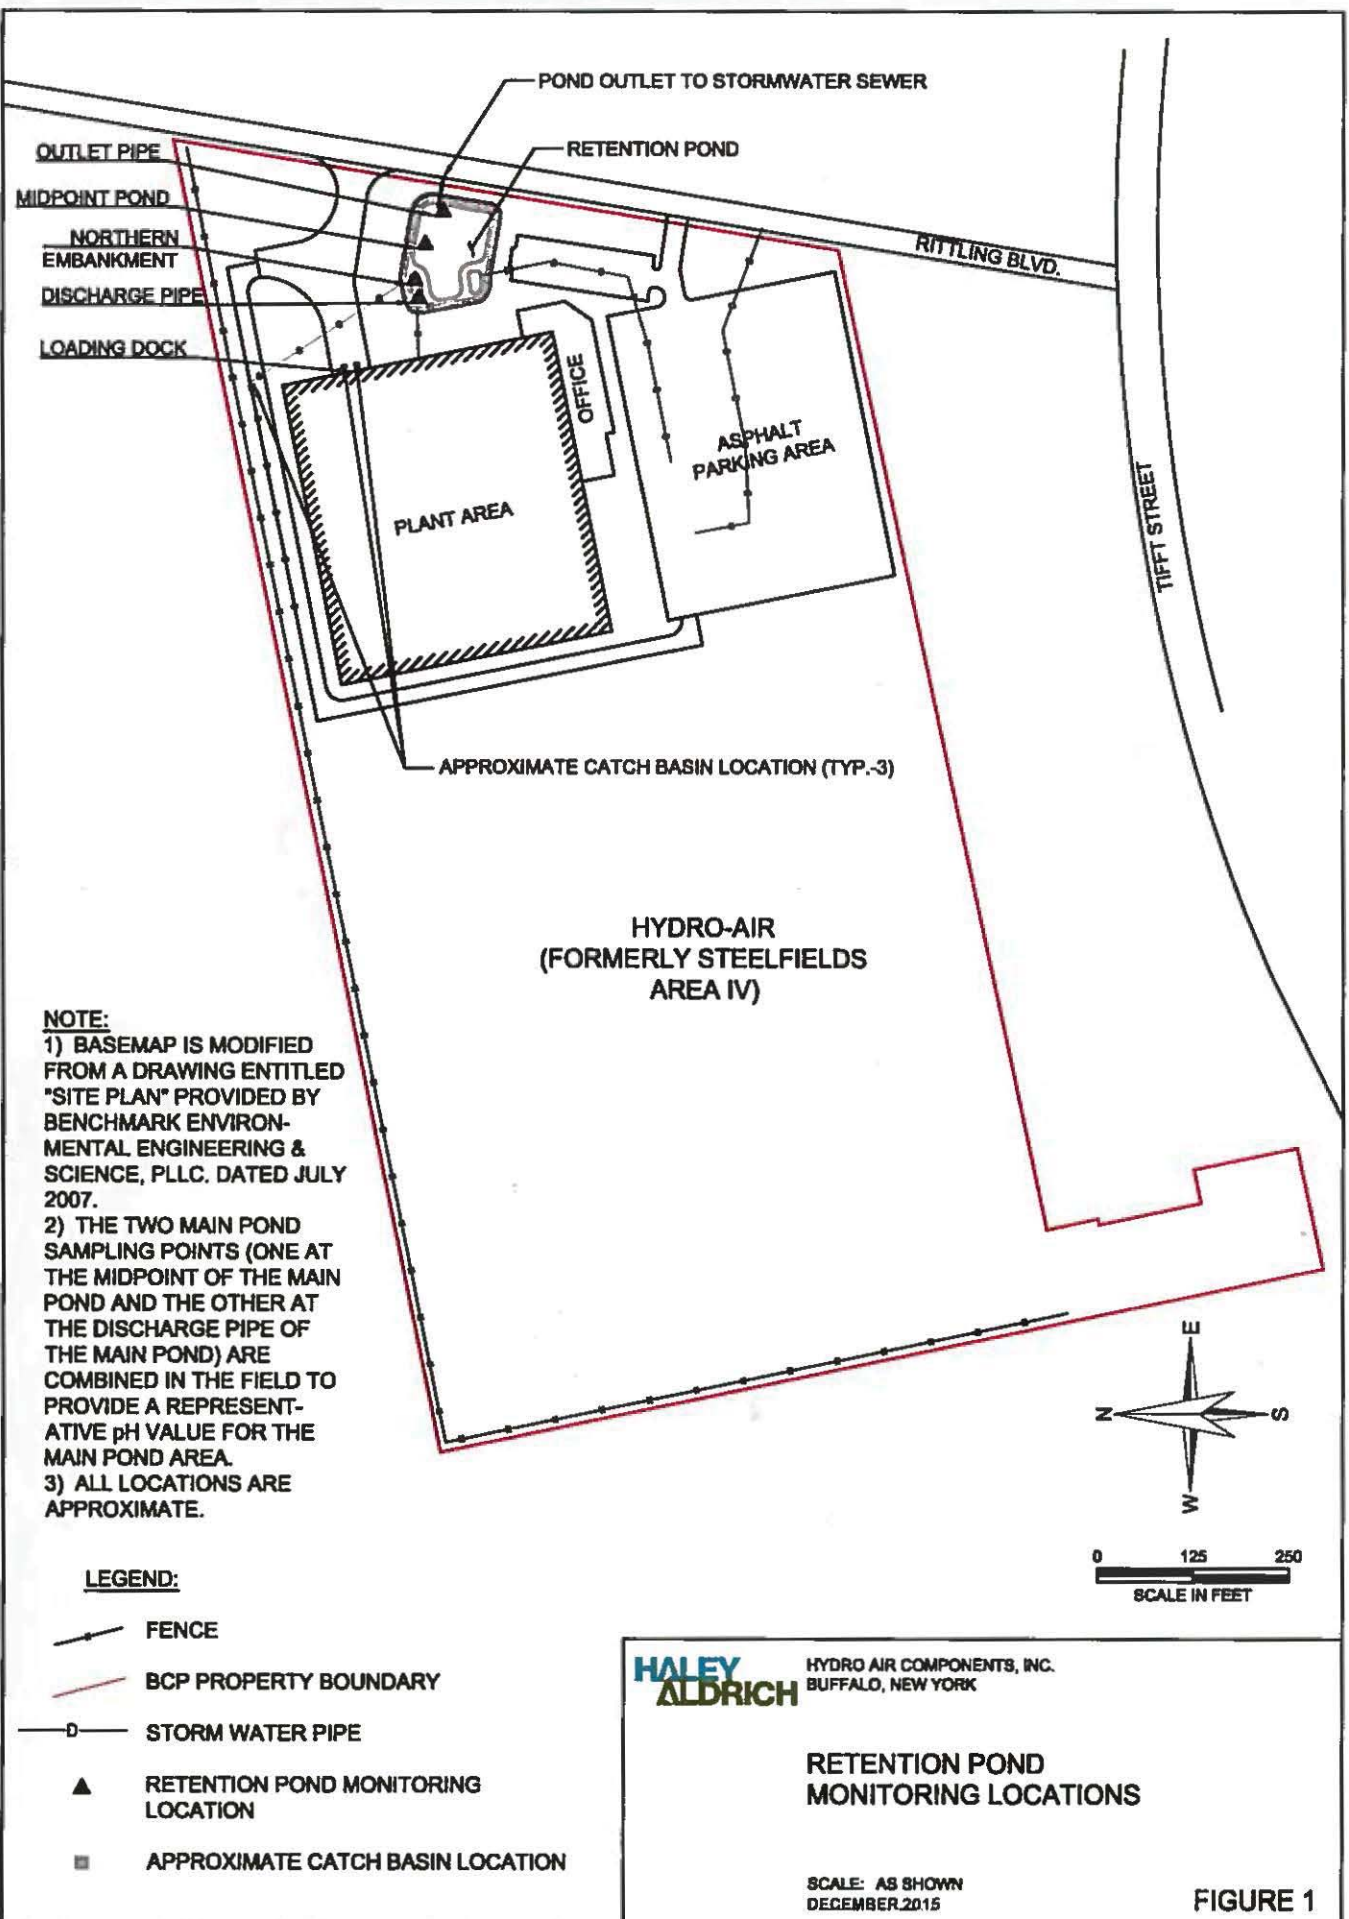 POND OUTLET TO STORMWATER SEWER
OUTLET PIPE
RETENTION POND
MIDPOINT POND
NORTHERN
EMBANKMENT
DISCHARGE PIPE
LOADING DOCK
RITTLING BLVD.
TIFFT STREET
OFFICE
ASPHALT
PARKING AREA
PLANT AREA
APPROXIMATE CATCH BASIN LOCATION (TYP.-3)
HYDRO-AIR
(FORMERLY STEELFIELDS
AREA IV)
NOTE:
1) BASEMAP IS MODIFIED
FROM A DRAWING ENTITLED
"SITE PLAN" PROVIDED BY
BENCHMARK ENVIRON-
MENTAL ENGINEERING &
SCIENCE, PLLC. DATED JULY
2007.
2) THE TWO MAIN POND
SAMPLING POINTS (ONE AT
THE MIDPOINT OF THE MAIN
POND AND THE OTHER AT
THE DISCHARGE PIPE OF
THE MAIN POND) ARE
COMBINED IN THE FIELD TO
PROVIDE A REPRESENT-
ATIVE pH VALUE FOR THE
MAIN POND AREA.
3) ALL LOCATIONS ARE
APPROXIMATE.
E
N
S
W
0 125 250
SCALE IN FEET
LEGEND:
FENCE
BCP PROPERTY BOUNDARY
D
STORM WATER PIPE
RETENTION POND MONITORING
LOCATION
APPROXIMATE CATCH BASIN LOCATION
HALEY
ALDRICH
HYDRO AIR COMPONENTS, INC.
BUFFALO, NEW YORK
RETENTION POND
MONITORING LOCATIONS
SCALE: AS SHOWN
DECEMBER 2015
FIGURE 1